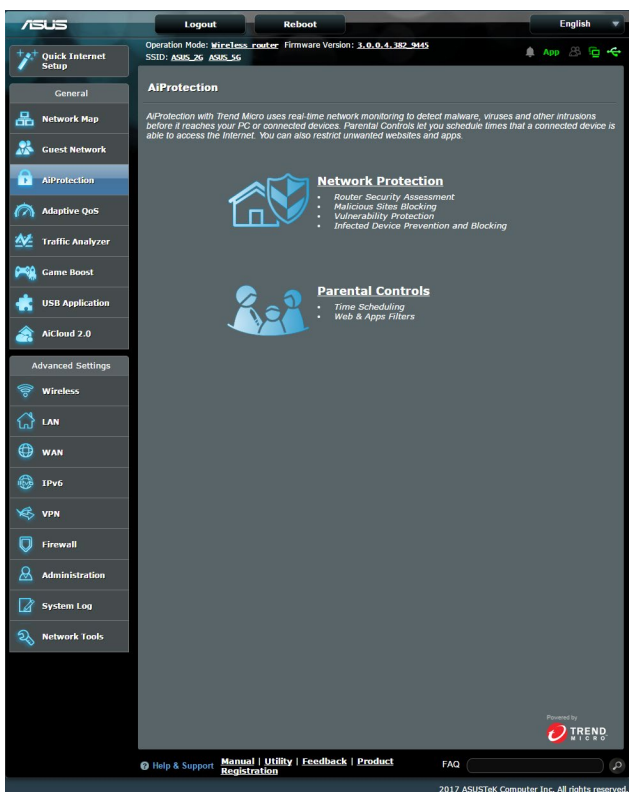 ASUS
Logout
Reboot
English
Quick Internet
Setup
Operation Mode: Wireless router Firmware Version: 3.0.0.4.382_9445
SSID: ASUS_2G ASUS_5G
App
General
Network Map
Guest Network
AiProtection
Adaptive QoS
Traffic Analyzer
Game Boost
USB Application
AiCloud 2.0
Advanced Settings
Wireless
LAN
WAN
IPv6
VPN
Firewall
Administration
System Log
Network Tools
AiProtection
AiProtection with Trend Micro uses real-time network monitoring to detect malware, viruses and other intrusions
before it reaches your PC or connected devices. Parental Controls let you schedule times that a connected device is
able to access the Internet. You can also restrict unwanted websites and apps.
Network Protection
• Router Security Assessment
• Malicious Sites Blocking
• Vulnerability Protection
• Infected Device Prevention and Blocking
Parental Controls
• Time Scheduling
• Web & Apps Filters
Powered by
TREND
MICRO
Help & Support
Manual | Utility | Feedback | Product
Registration
FAQ
2017 ASUSTeK Computer Inc. All rights reserved.